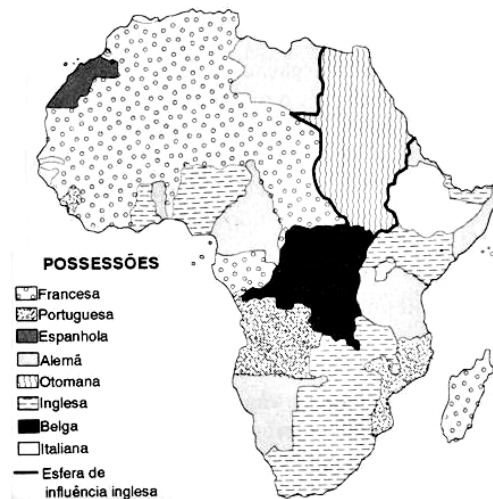 POSSESSÕES
Francesa
Portuguesa
Espanhola
Alemã
Otomana
Inglesa
Belga
Italiana
Esfera de
influência inglesa